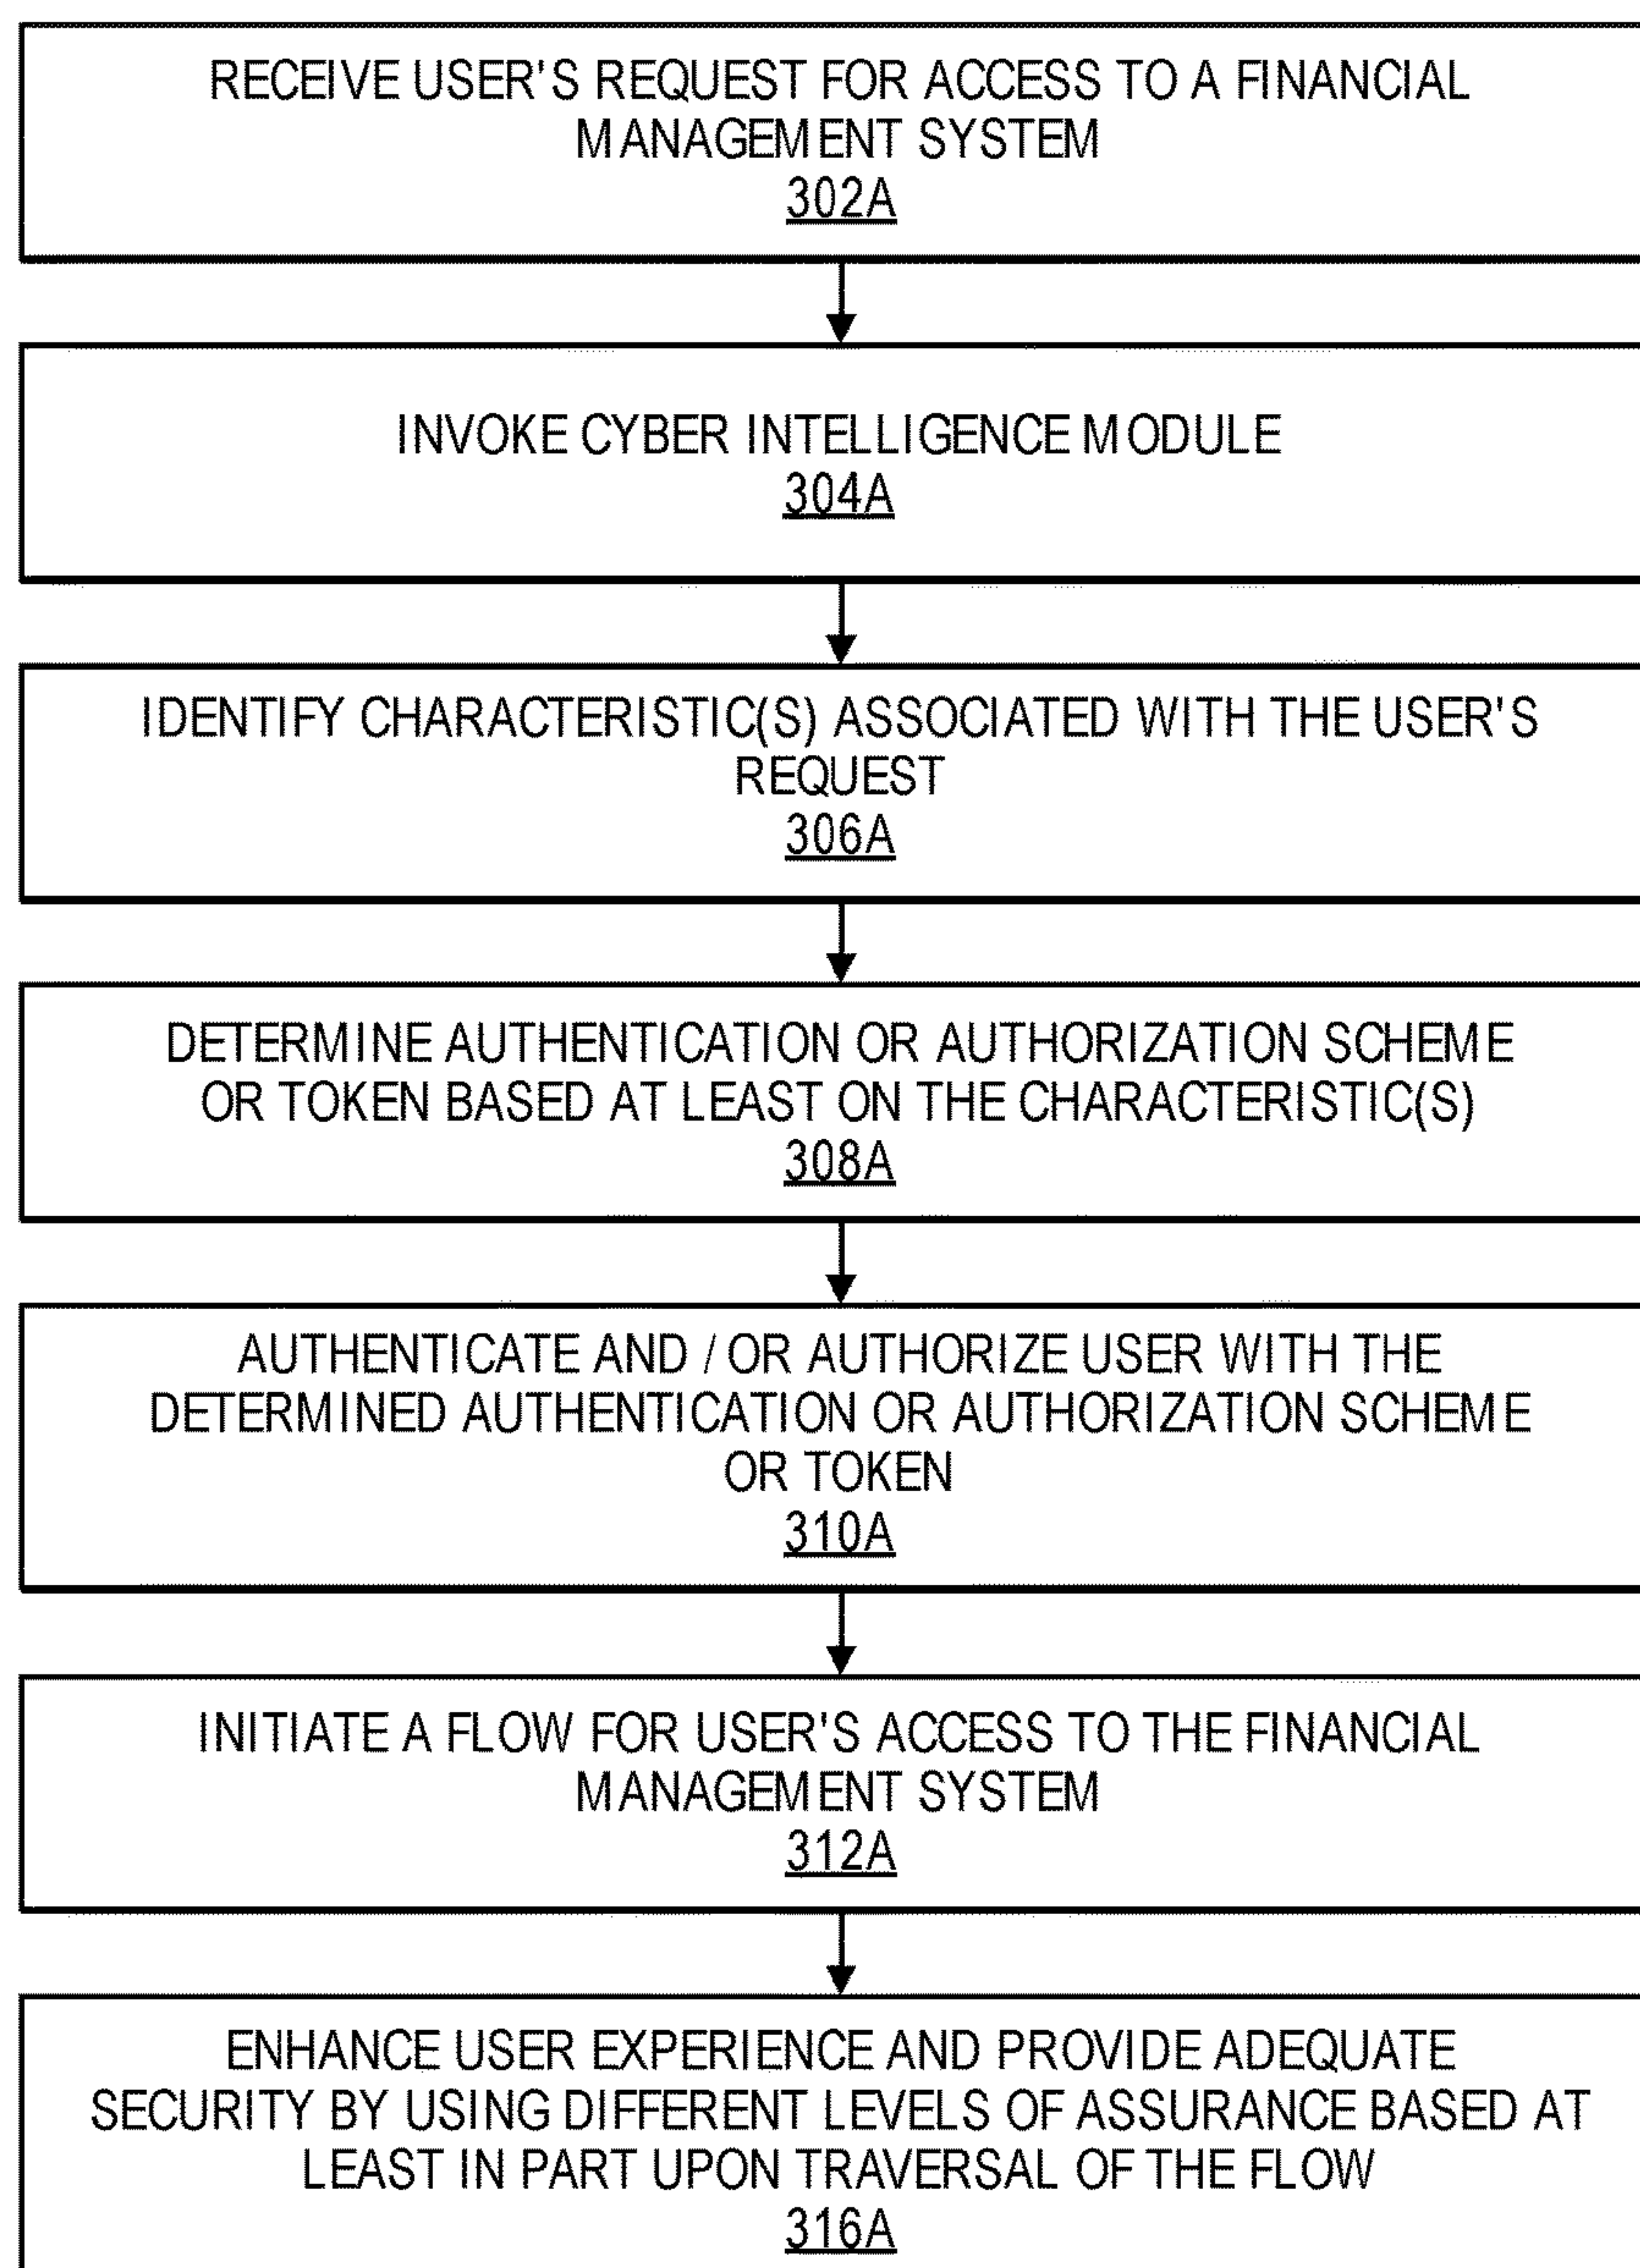 RECEIVE USER'S REQUEST FOR ACCESS TO A FINANCIAL
MANAGEMENT SYSTEM
302A
INVOKE CYBER INTELLIGENCE MODULE
304A
IDENTIFY CHARACTERISTIC(S) ASSOCIATED WITH THE USER'S
REQUEST
306A
DETERMINE AUTHENTICATION OR AUTHORIZATION SCHEME
OR TOKEN BASED AT LEAST ON THE CHARACTERISTIC(S)
308A
AUTHENTICATE AND / OR AUTHORIZE USER WITH THE
DETERMINED AUTHENTICATION OR AUTHORIZATION SCHEME
OR TOKEN
310A
INITIATE A FLOW FOR USER'S ACCESS TO THE FINANCIAL
MANAGEMENT SYSTEM
312A
ENHANCE USER EXPERIENCE AND PROVIDE ADEQUATE
SECURITY BY USING DIFFERENT LEVELS OF ASSURANCE BASED AT
LEAST IN PART UPON TRAVERSAL OF THE FLOW
316A